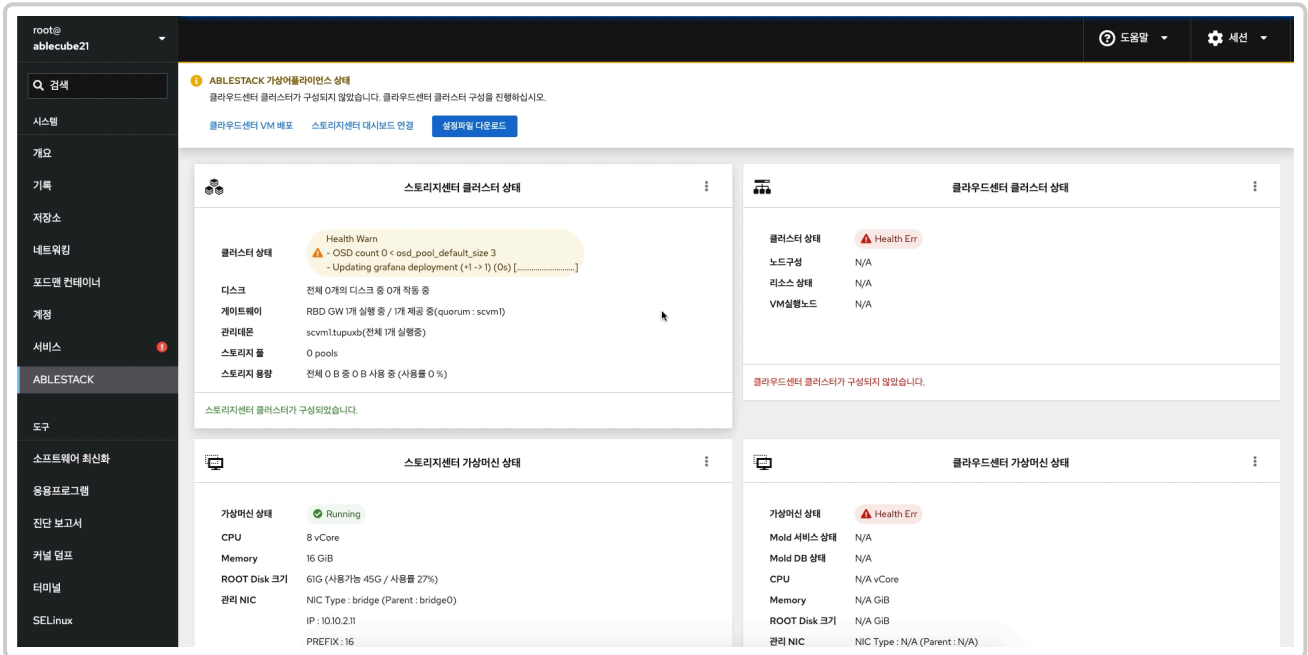 root@
ablecube21
도움말
세션
검색
시스템
개요
기록
저장소
네트워킹
포드맨 컨테이너
계정
서비스
ABLESTACK
도구
소프트웨어 최신화
응용프로그램
진단 보고서
커널 덤프
터미널
SELinux
ABLESTACK 가상어플라이언스 상태
클라우드센터 클러스터가 구성되지 않았습니다. 클라우드센터 클러스터 구성을 진행하십시오.
클라우드센터 VM 배포 스토리지센터 대시보드 연결 설정파일 다운로드
스토리지센터 클러스터 상태
클러스터 상태
Health Warn
- OSD count 0 < osd_pool_default_size 3
- Updating grafana deployment (+1 -> 1) (0s) [............................]
디스크 전체 0개의 디스크 중 0개 작동 중
게이트웨이 RBD GW 1개 실행 중 / 1개 제공 중(quorum : scvm1)
관리데몬 scvm1.tupuxb(전체 1개 실행중)
스토리지 풀 0 pools
스토리지 용량 전체 0 B 중 0 B 사용 중 (사용률 0 %)
스토리지센터 클러스터가 구성되었습니다.
클라우드센터 클러스터 상태
클러스터 상태 Health Err
노드구성 N/A
리소스 상태 N/A
VM실행노드 N/A
클라우드센터 클러스터가 구성되지 않았습니다.
스토리지센터 가상머신 상태
가상머신 상태 Running
CPU 8 vCore
Memory 16 GiB
ROOT Disk 크기 61G (사용가능 45G / 사용률 27%)
관리 NIC NIC Type : bridge (Parent : bridge0)
IP : 10.10.2.11
PREFIX : 16
클라우드센터 가상머신 상태
가상머신 상태 Health Err
Mold 서비스 상태 N/A
Mold DB 상태 N/A
CPU N/A vCore
Memory N/A GiB
ROOT Disk 크기 N/A GiB
관리 NIC NIC Type : N/A (Parent : N/A)